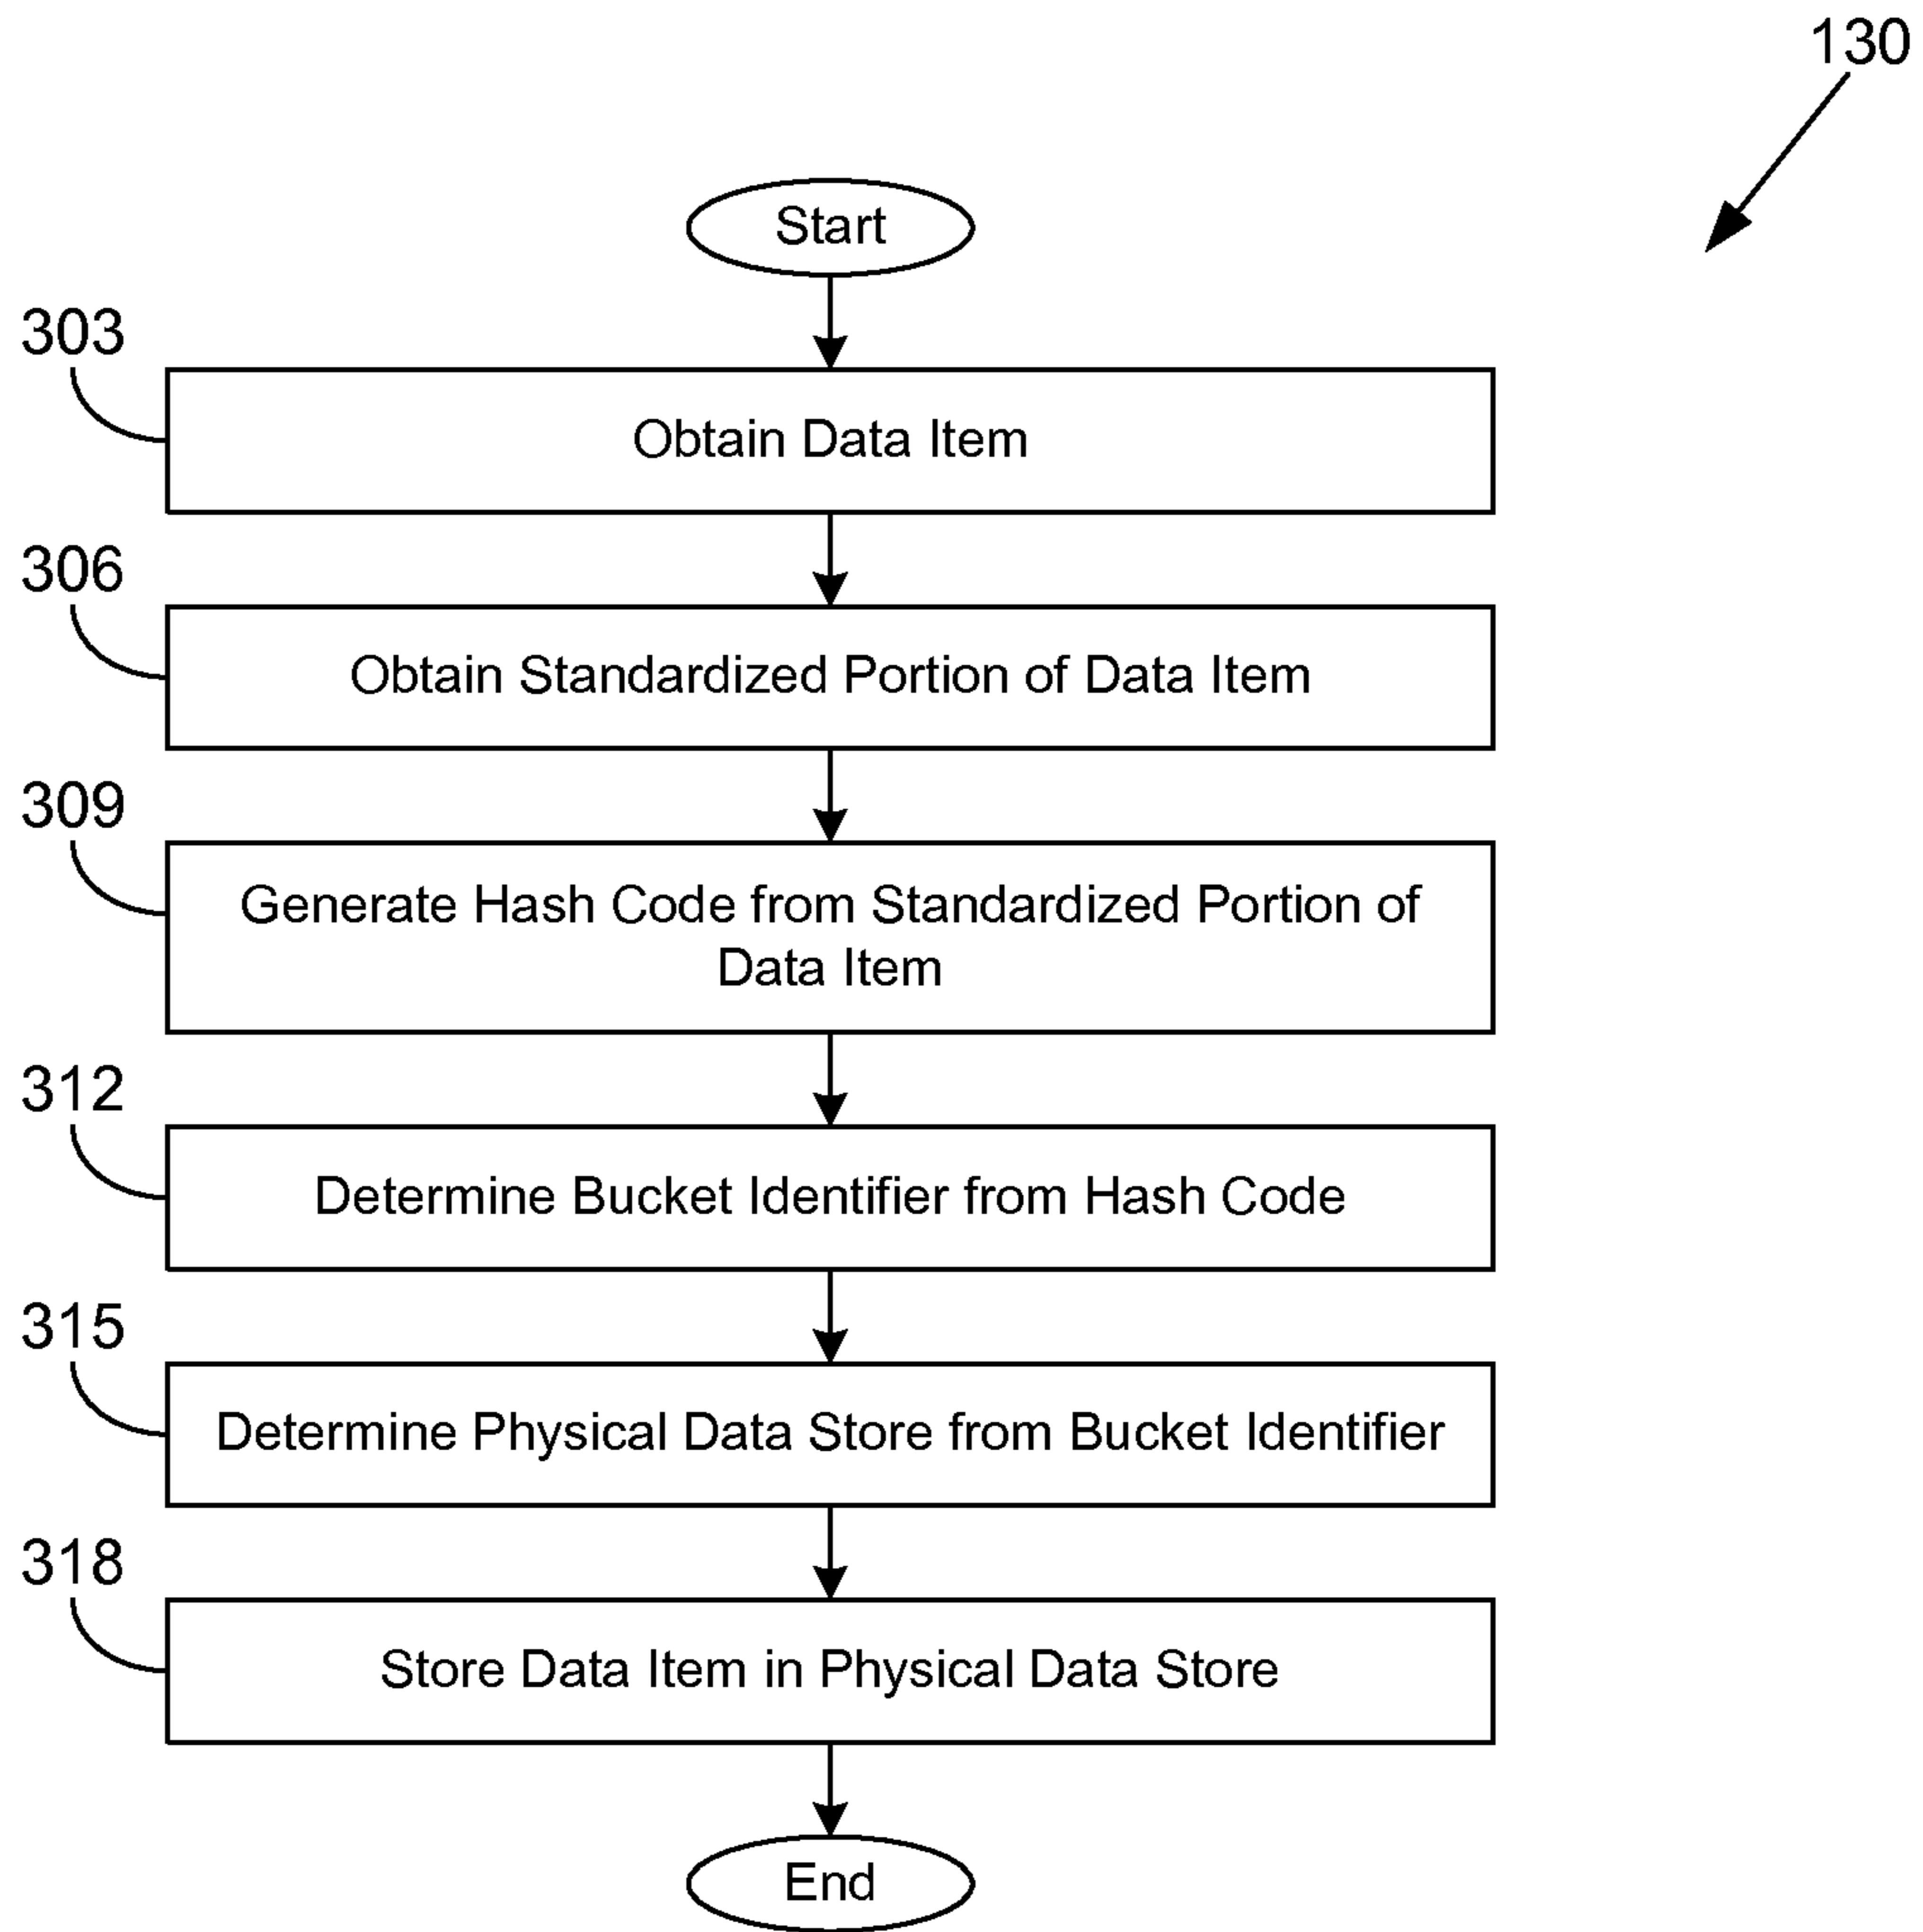 130
Start
303
Obtain Data Item
306
Obtain Standardized Portion of Data Item
309
Generate Hash Code from Standardized Portion of
Data Item
312
Determine Bucket Identifier from Hash Code
315
Determine Physical Data Store from Bucket Identifier
318
Store Data Item in Physical Data Store
End